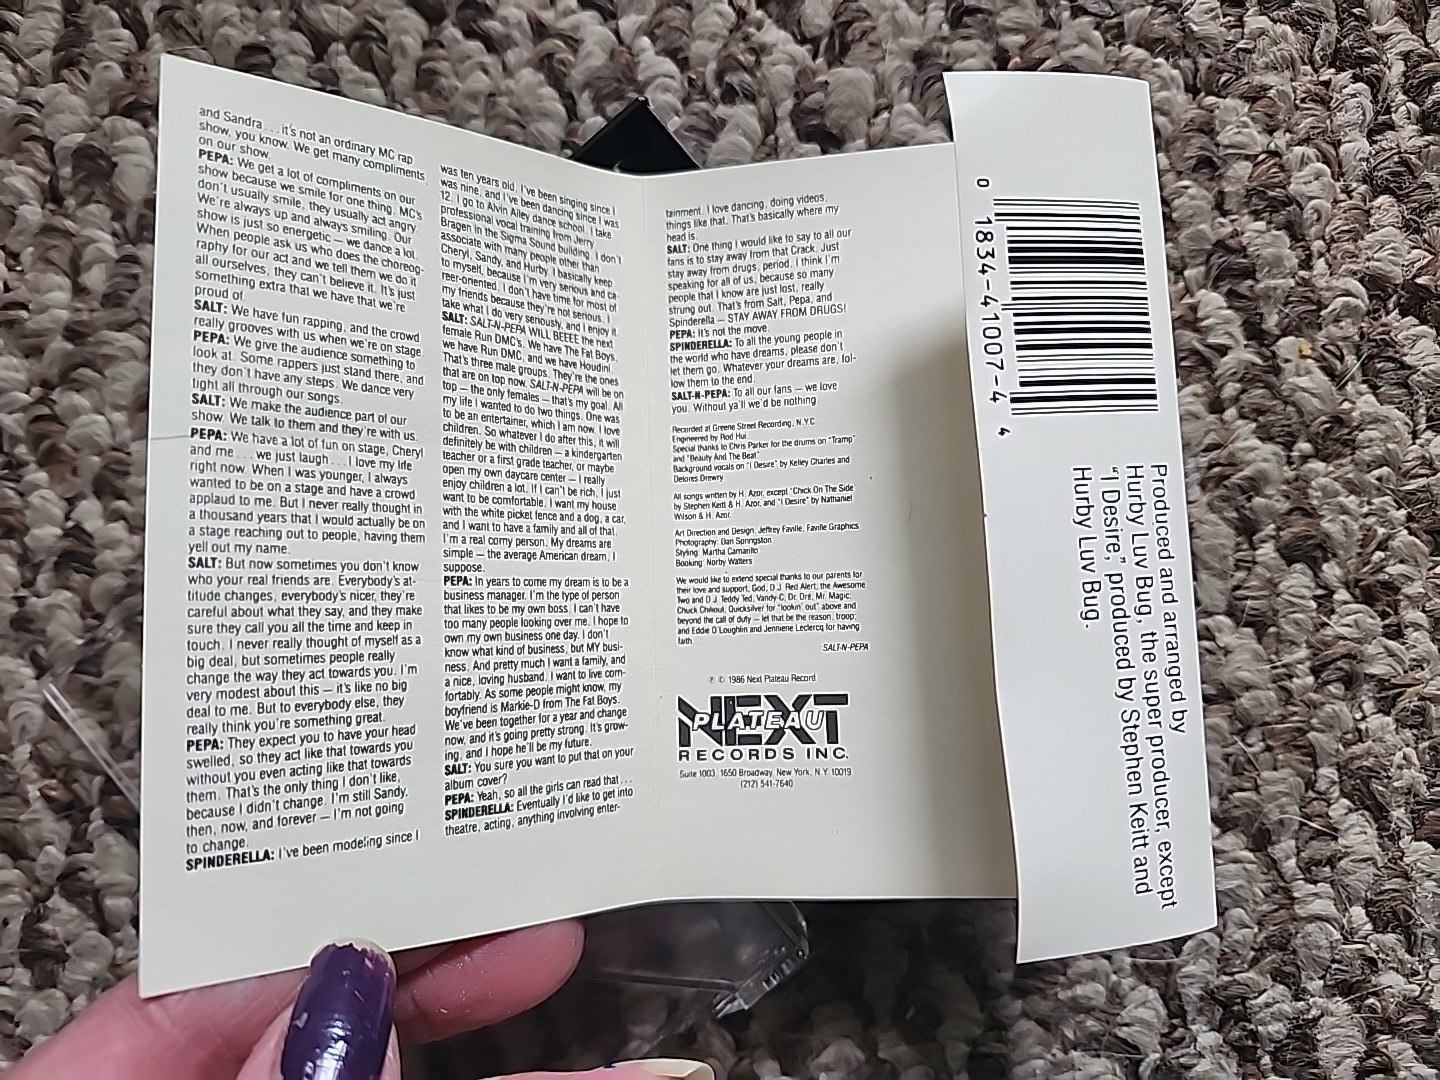 and Sandra . . . it's not an ordinary MC rap
show, you know. We get many compliments
on our show.
PEPA: We get a lot of compliments on our
show because we smile for one thing. MC's
don't usually smile, they usually act angry.
We're always up and always smiling. Our
show is just so energetic — we dance a lot.
When people ask us who does the choreog-
raphy for our act and we tell them we do it
all ourselves, they can't believe it. It's just
something extra that we have that we're
proud of.
SALT: We have fun rapping, and the crowd
really grooves with us when we're on stage.
PEPA: We give the audience something to
look at. Some rappers just stand there, and
they don't have any steps. We dance very
tight all through our songs.
SALT: We make the audience part of our
show. We talk to them and they're with us.
PEPA: We have a lot of fun on stage, Cheryl
and me . . . we just laugh . . . I love my life
right now. When I was younger, I always
wanted to be on a stage and have a crowd
applaud to me. But I never really thought in
a thousand years that I would actually be on
a stage reaching out to people, having them
yell out my name.
SALT: But now sometimes you don't know
who your real friends are. Everybody's at-
titude changes, everybody's nicer, they're
careful about what they say, and they make
sure they call you all the time and keep in
touch. I never really thought of myself as a
big deal, but sometimes people really
change the way they act towards you. I'm
very modest about this — it's like no big
deal to me. But to everybody else, they
really think you're something great.
PEPA: They expect you to have your head
swelled, so they act like that towards you
without you even acting like that towards
them. That's the only thing I don't like,
because I didn't change. I'm still Sandy,
then, now, and forever — I'm not going
to change.
SPINDERELLA: I've been modeling since I
was ten years old. I've been singing since I
was nine, and I've been dancing since I was
12. I go to Alvin Ailey dance school. I take
professional vocal training from Jerry
Bragen in the Sigma Sound building. I don't
associate with many people other than
Cheryl, Sandy, and Hurby. I basically keep
to myself, because I'm very serious and ca-
reer-oriented. I don't have time for most of
my friends because they're not serious. I
take what I do very seriously, and I enjoy it.
SALT: SALT-N-PEPA WILL BEEEE the next
female Run DMC's. We have The Fat Boys,
we have Run DMC, and we have Houdini.
That's three male groups. They're the ones
that are on top now. SALT-N-PEPA will be on
top — the only females — that's my goal. All
my life I wanted to do two things. One was
to be an entertainer, which I am now. I love
children. So whatever I do after this, it will
definitely be with children — a kindergarten
teacher or a first grade teacher, or maybe
open my own daycare center — I really
enjoy children a lot. If I can't be rich, I just
want to be comfortable. I want my house
with the white picket fence and a dog, a car,
and I want to have a family and all of that.
I'm a real corny person. My dreams are
simple — the average American dream, I
suppose.
PEPA: In years to come my dream is to be a
business manager. I'm the type of person
that likes to be my own boss. I can't have
too many people looking over me. I hope to
own my own business one day. I don't
know what kind of business, but MY busi-
ness. And pretty much I want a family, and
a nice, loving husband. I want to live com-
fortably. As some people might know, my
boyfriend is Markie-D from The Fat Boys.
We've been together for a year and change
now, and it's going pretty strong. It's grow-
ing, and I hope he'll be my future.
SALT: You sure you want to put that on your
album cover?
PEPA: Yeah, so all the girls can read that . . .
SPINDERELLA: Eventually I'd like to get into
theatre, acting, anything involving enter-
tainment. I love dancing, doing videos,
things like that. That's basically where my
head is.
SALT: One thing I would like to say to all our
fans is to stay away from that Crack. Just
stay away from drugs, period. I think I'm
speaking for all of us, because so many
people that I know are just lost, really
strung out. That's from Salt, Pepa, and
Spinderella — STAY AWAY FROM DRUGS!
PEPA: It's not the move.
SPINDERELLA: To all the young people in
the world who have dreams, please don't
let them go. Whatever your dreams are, fol-
low them to the end.
SALT-N-PEPA: To all our fans — we love
you. Without ya'll we'd be nothing.
Recorded at Greene Street Recording, N.Y.C.
Engineered by Rod Hui
Special thanks to Chris Parker for the drums on "Tramp"
and "Beauty And The Beat"
Background vocals on "I Desire" by Kelley Charles and
Delores Drewry
All songs written by H. Azor, except "Chick On The Side"
by Stephen Keitt & H. Azor, and "I Desire" by Nathaniel
Wilson & H. Azor.
Art Direction and Design, Jeffrey Faville, Faville Graphics
Photography: Dan Springston
Styling: Martha Camarillo
Booking: Norby Walters
We would like to extend special thanks to our parents for
their love and support, God, D.J. Red Alert, the Awesome
Two and D.J. Teddy Ted, Vandy-C, Dr. Dré, Mr. Magic,
Chuck Chillout, Quicksilver for "lookin' out" above and
beyond the call of duty — let that be the reason, troop;
and Eddie O'Loughlin and Jenniene Leclercq for having
faith.
SALT-N-PEPA
℗ © 1986 Next Plateau Record
NEXT
PLATEAU
RECORDS INC.
Suite 1003, 1650 Broadway, New York, N.Y. 10019
(212) 541-7640
0 1834-41007-4 4
Produced and arranged by
Hurby Luv Bug, the super producer, except
"I Desire," produced by Stephen Keitt and
Hurby Luv Bug.